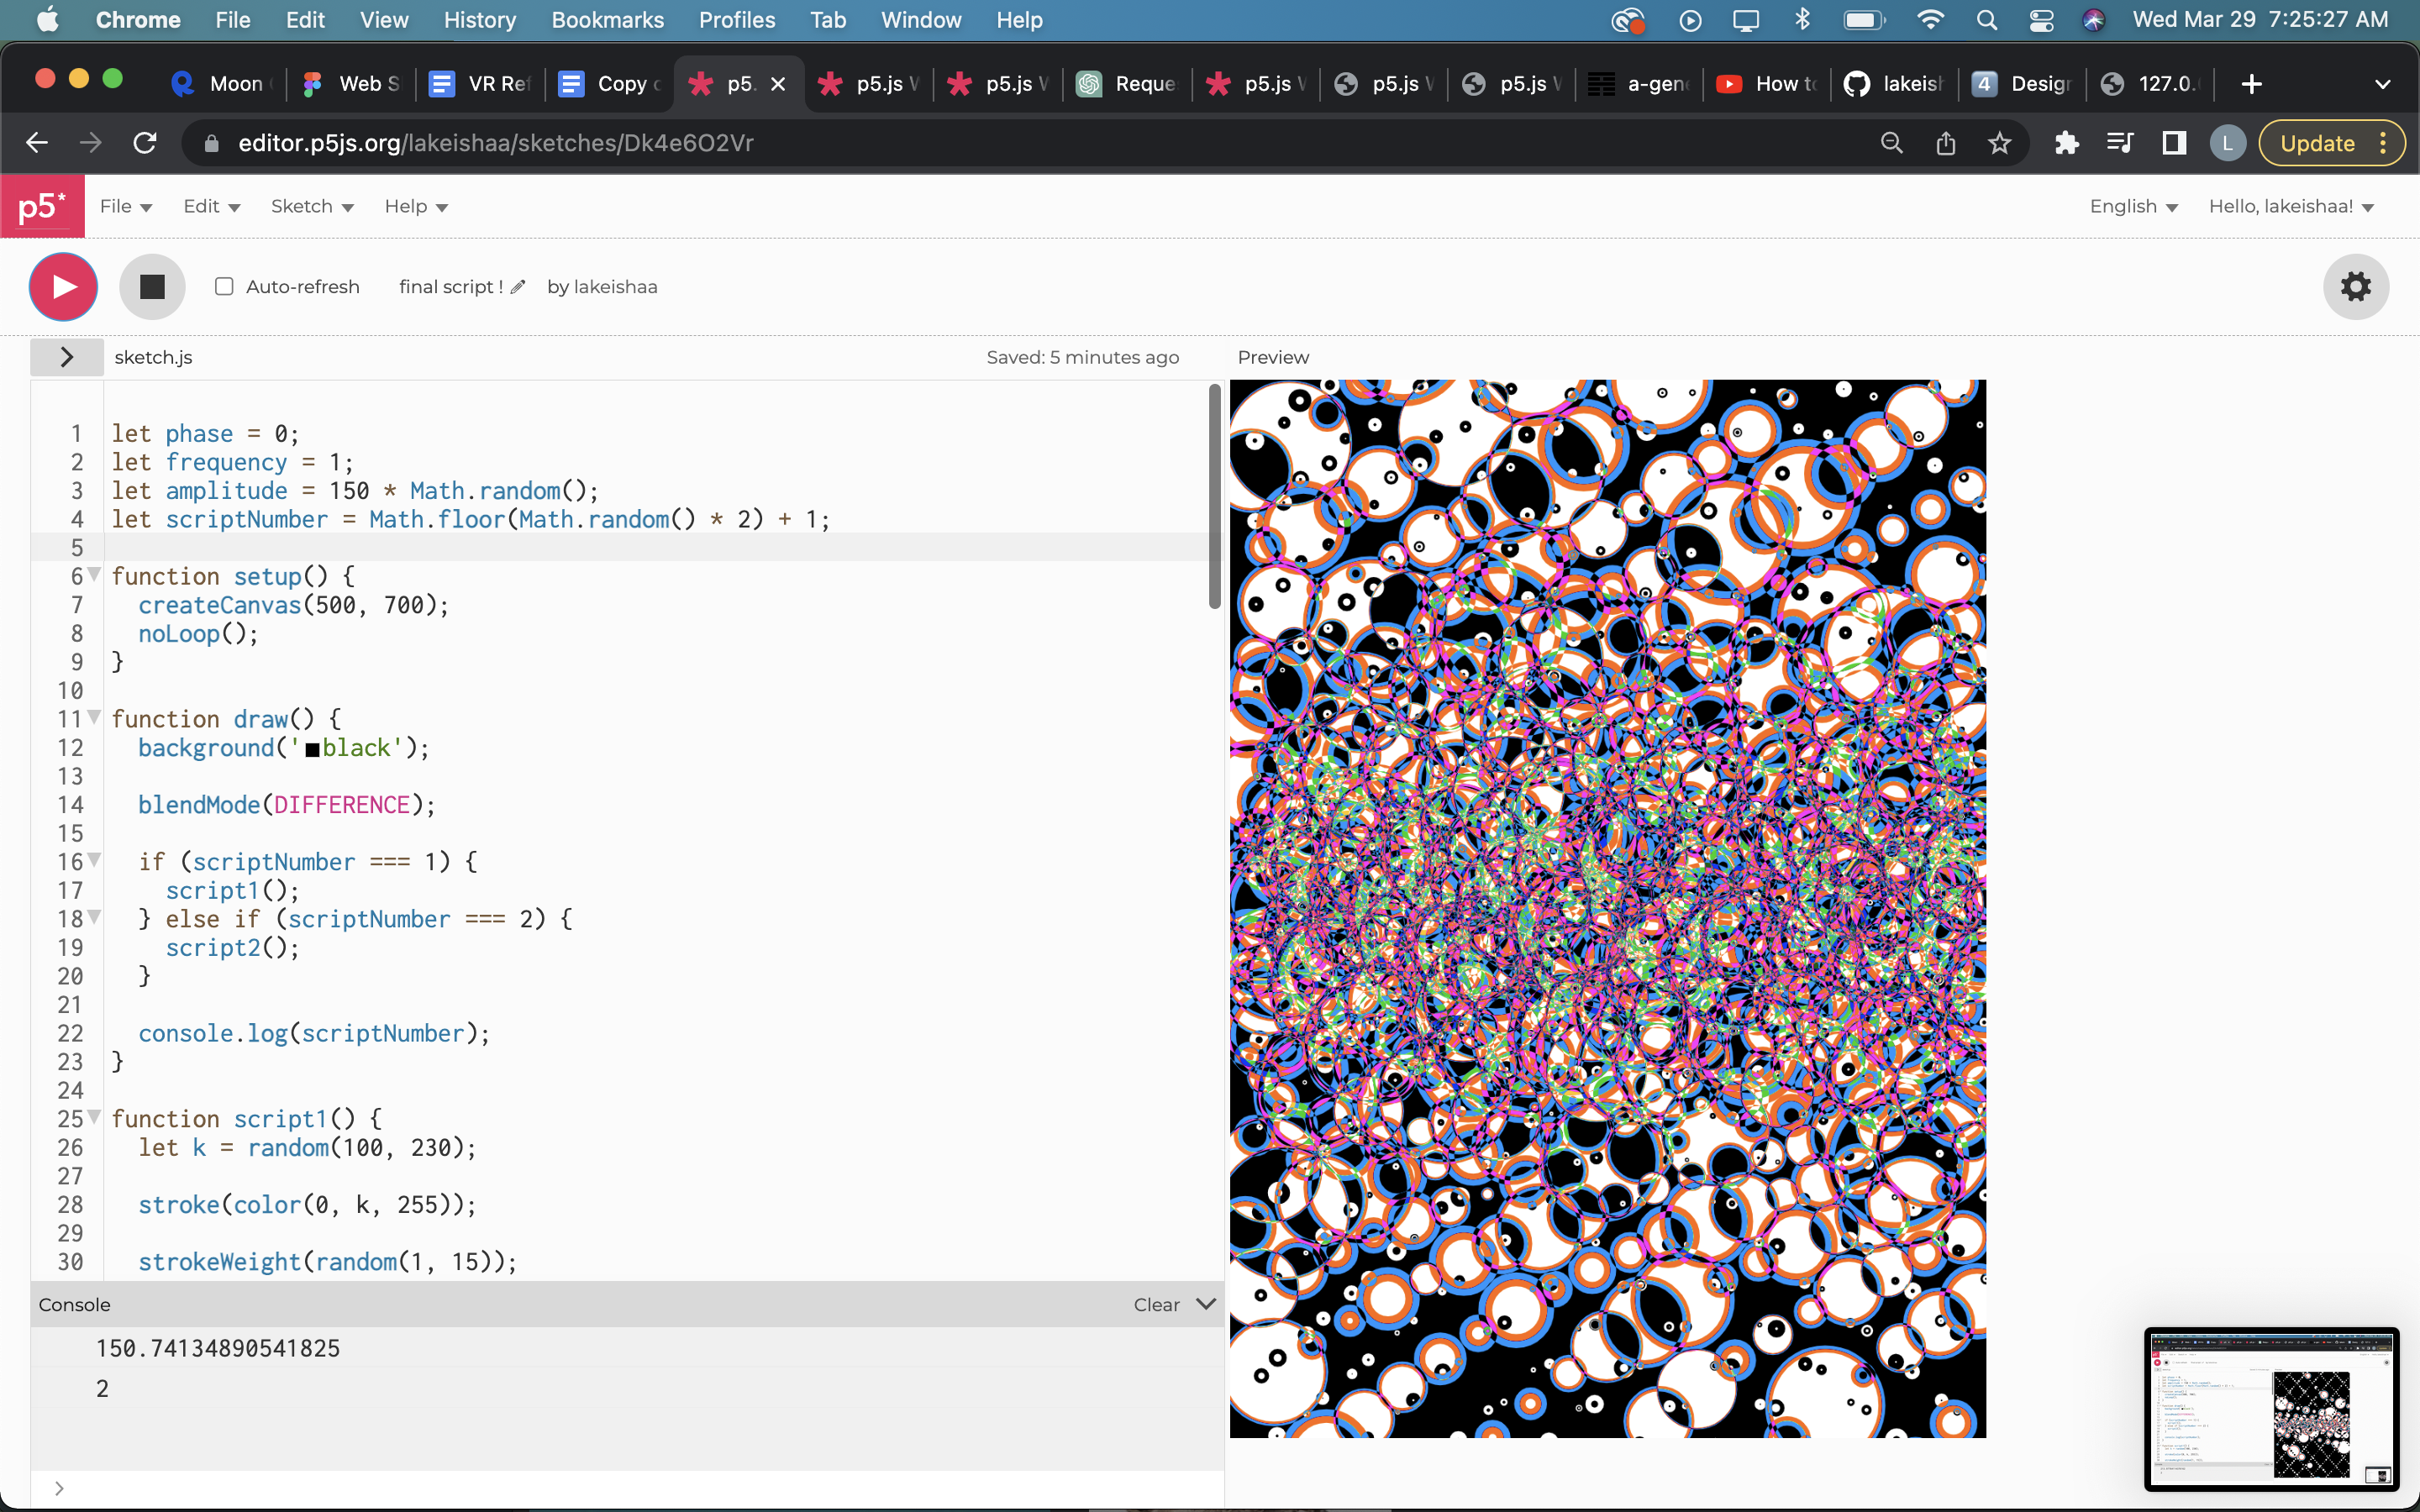 Chrome File Edit View History Bookmarks Profiles Tab Window Help Wed Mar 29 7:25:27 AM
Moon Web S VR Ref Copy p5. p5.js p5.js Reque p5.js p5.js p5.js a-gene How to lakeish 4 Design 127.0.
editor.p5js.org/lakeishaa/sketches/Dk4e6O2Vr L Update
p5* File Edit Sketch Help English Hello, lakeishaa!
Auto-refresh final script ! by lakeishaa
sketch.js Saved: 5 minutes ago Preview
1 let phase = 0;
2 let frequency = 1;
3 let amplitude = 150 * Math.random();
4 let scriptNumber = Math.floor(Math.random() * 2) + 1;
5
6 function setup() {
7 createCanvas(500, 700);
8 noLoop();
9 }
10
11 function draw() {
12 background('black');
13
14 blendMode(DIFFERENCE);
15
16 if (scriptNumber === 1) {
17 script1();
18 } else if (scriptNumber === 2) {
19 script2();
20 }
21
22 console.log(scriptNumber);
23 }
24
25 function script1() {
26 let k = random(100, 230);
27
28 stroke(color(0, k, 255));
29
30 strokeWeight(random(1, 15));
Console Clear
150.74134890541825
2
>